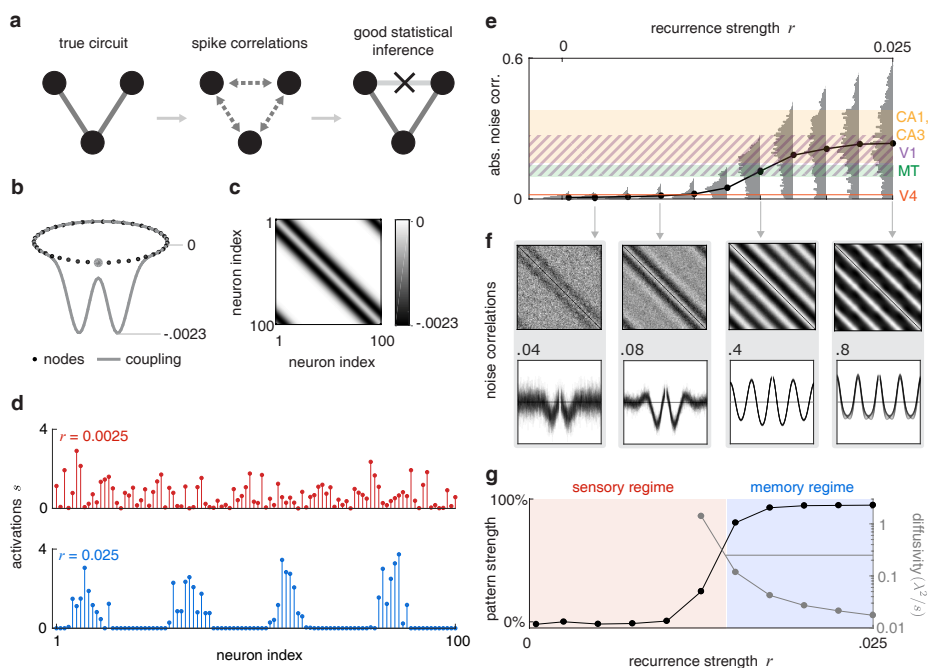 a
true circuit
spike correlations
good statistical
inference
b
0
-.0023
nodes
coupling
c
neuron index
1
100
1
100
neuron index
0
-.0023
d
activations s
4
0
r = 0.0025
4
0
r = 0.025
1
100
neuron index
e
recurrence strength r
0
0.025
abs. noise corr.
0.6
0
CA1,
CA3
V1
MT
V4
f
noise correlations
.04
.08
.4
.8
g
sensory regime
memory regime
pattern strength
100%
0%
diffusivity (λ²/s)
1
0.1
0.01
0
.025
recurrence strength r